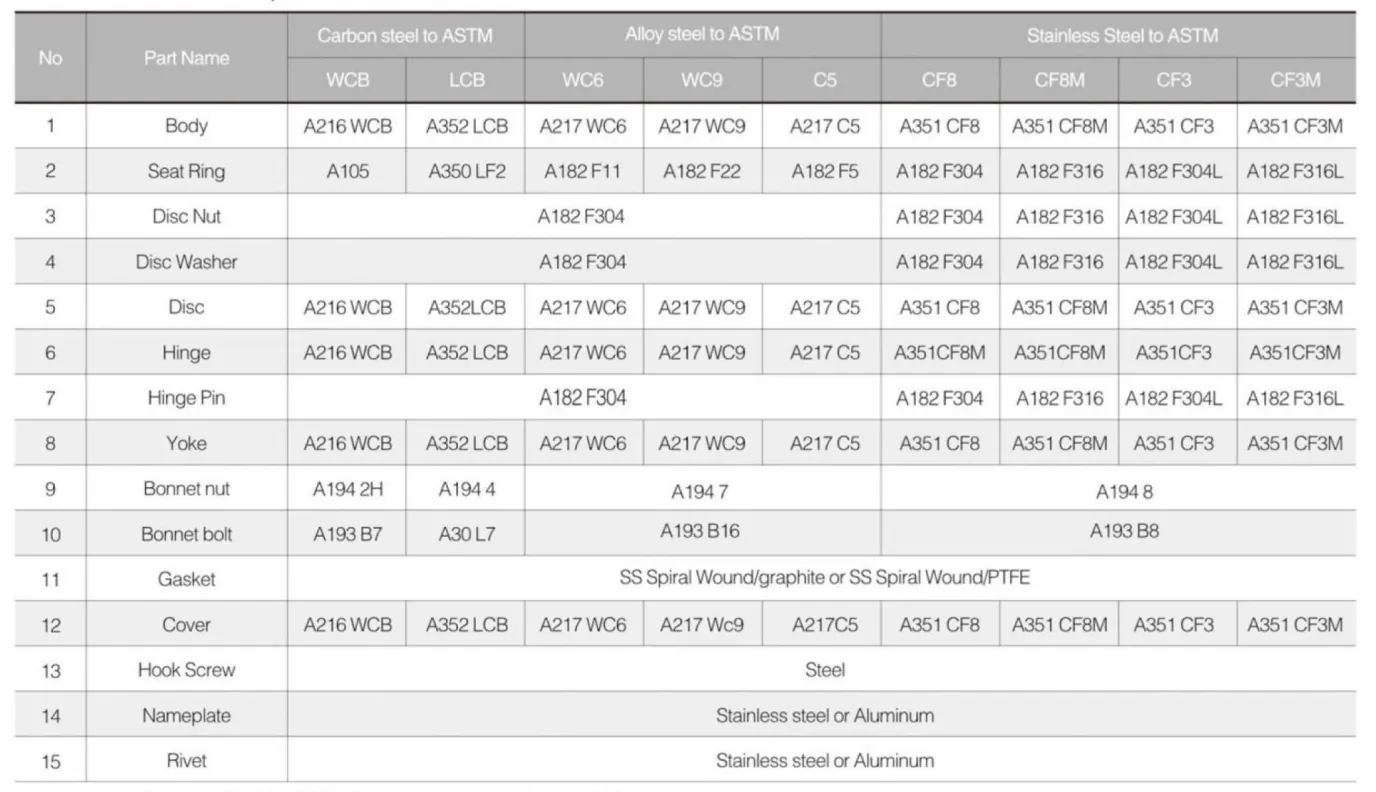 No Part Name Carbon steel to ASTM Alloy steel to ASTM Stainless Steel to ASTM
WCB LCB WC6 WC9 C5 CF8 CF8M CF3 CF3M
1 Body A216 WCB A352 LCB A217 WC6 A217 WC9 A217 C5 A351 CF8 A351 CF8M A351 CF3 A351 CF3M
2 Seat Ring A105 A350 LF2 A182 F11 A182 F22 A182 F5 A182 F304 A182 F316 A182 F304L A182 F316L
3 Disc Nut A182 F304 A182 F304 A182 F316 A182 F304L A182 F316L
4 Disc Washer A182 F304 A182 F304 A182 F316 A182 F304L A182 F316L
5 Disc A216 WCB A352LCB A217 WC6 A217 WC9 A217 C5 A351 CF8 A351 CF8M A351 CF3 A351 CF3M
6 Hinge A216 WCB A352 LCB A217 WC6 A217 WC9 A217 C5 A351CF8M A351CF8M A351CF3 A351CF3M
7 Hinge Pin A182 F304 A182 F304 A182 F316 A182 F304L A182 F316L
8 Yoke A216 WCB A352 LCB A217 WC6 A217 WC9 A217 C5 A351 CF8 A351 CF8M A351 CF3 A351 CF3M
9 Bonnet nut A194 2H A194 4 A194 7 A194 8
10 Bonnet bolt A193 B7 A30 L7 A193 B16 A193 B8
11 Gasket SS Spiral Wound/graphite or SS Spiral Wound/PTFE
12 Cover A216 WCB A352 LCB A217 WC6 A217 Wc9 A217C5 A351 CF8 A351 CF8M A351 CF3 A351 CF3M
13 Hook Screw Steel
14 Nameplate Stainless steel or Aluminum
15 Rivet Stainless steel or Aluminum